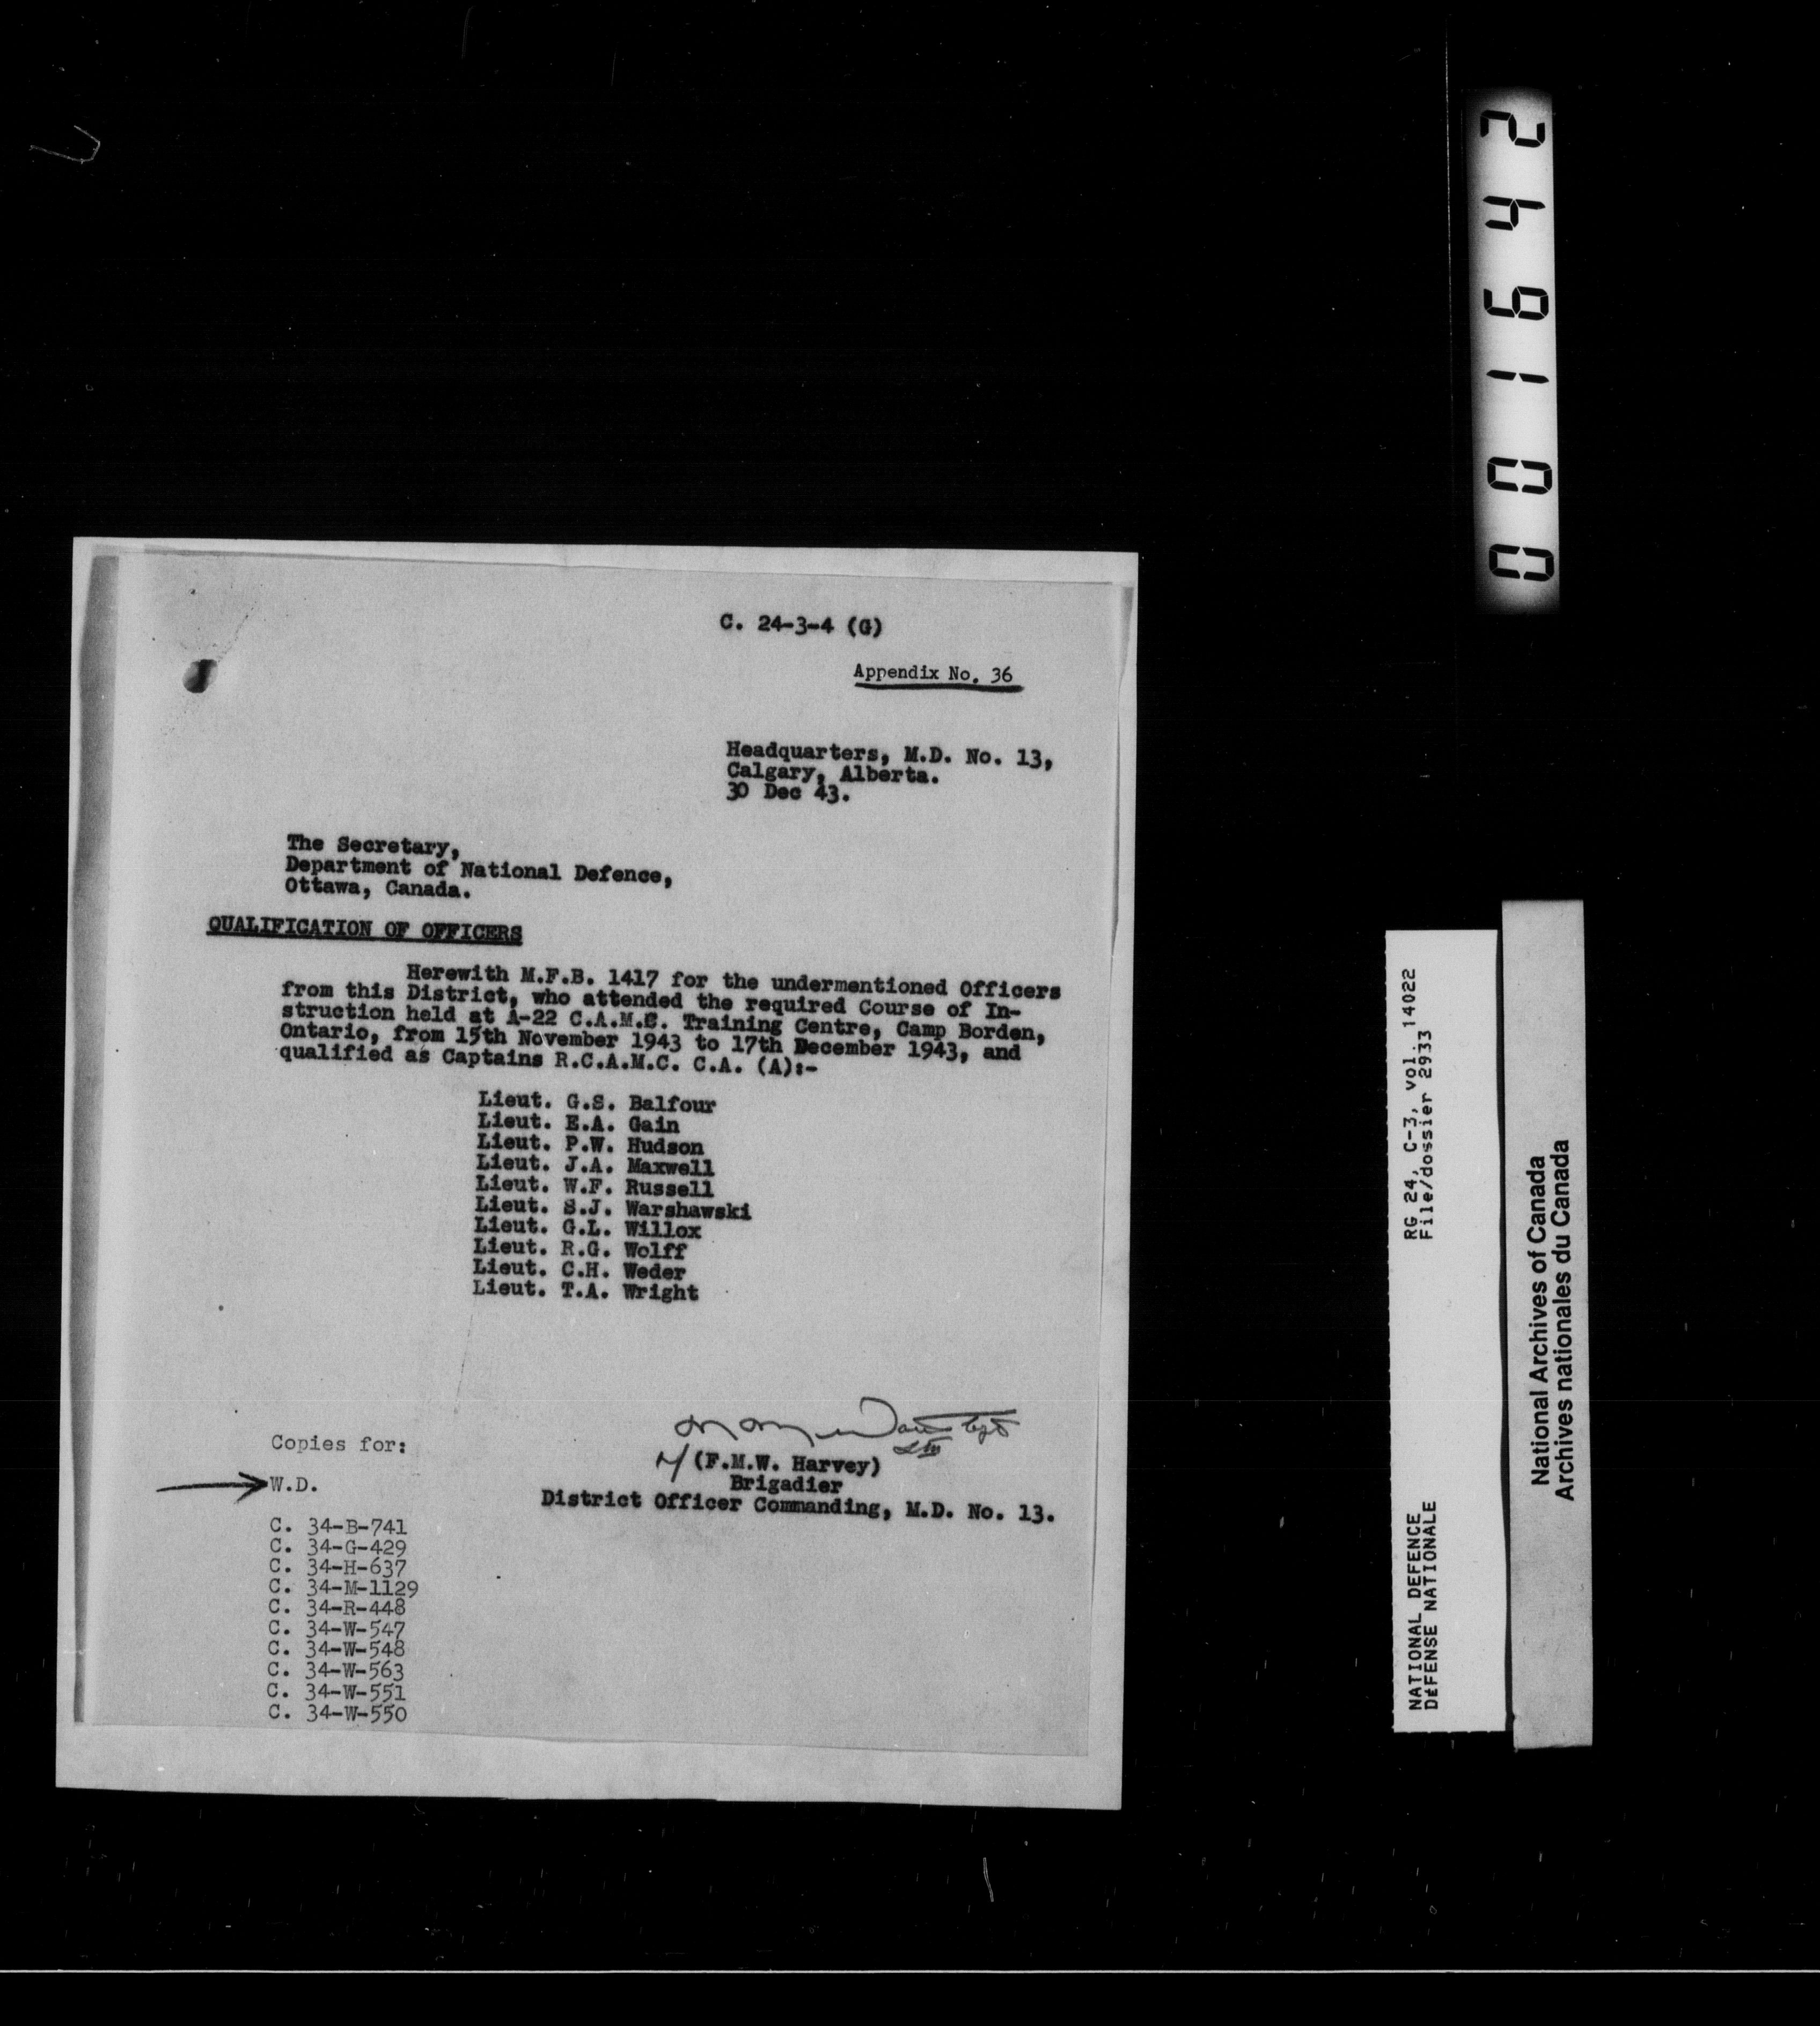 C. 24-3-4 (G)
Appendix No. 36
Headquarters, M.D. No. 13,
Calgary, Alberta.
30 Dec 43.
The Secretary,
Department of National Defence,
Ottawa, Canada.
QUALIFICATION OF OFFICERS
Herewith M.F.B. 1417 for the undermentioned Officers
from this District, who attended the required Course of In-
struction held at A-22 C.A.M.C. Training Centre, Camp Borden,
Ontario, from 15th November 1943 to 17th December 1943, and
qualified as Captains R.C.A.M.C. C.A. (A):-
Lieut. G.S. Balfour
Lieut. E.A. Gain
Lieut. P.W. Hudson
Lieut. J.A. Maxwell
Lieut. W.F. Russell
Lieut. S.J. Warshawski
Lieut. G.L. Willox
Lieut. R.G. Wolff
Lieut. C.H. Weder
Lieut. T.A. Wright
(F.M.W. Harvey)
Brigadier
District Officer Commanding, M.D. No. 13.
Copies for:
W.D.
C. 34-B-741
C. 34-G-429
C. 34-H-637
C. 34-M-1129
C. 34-R-448
C. 34-W-547
C. 34-W-548
C. 34-W-563
C. 34-W-551
C. 34-W-550
001642
NATIONAL DEFENCE
DÉFENSE NATIONALE
RG 24, C-3, vol. 14022
File/dossier 2933
National Archives of Canada
Archives nationales du Canada